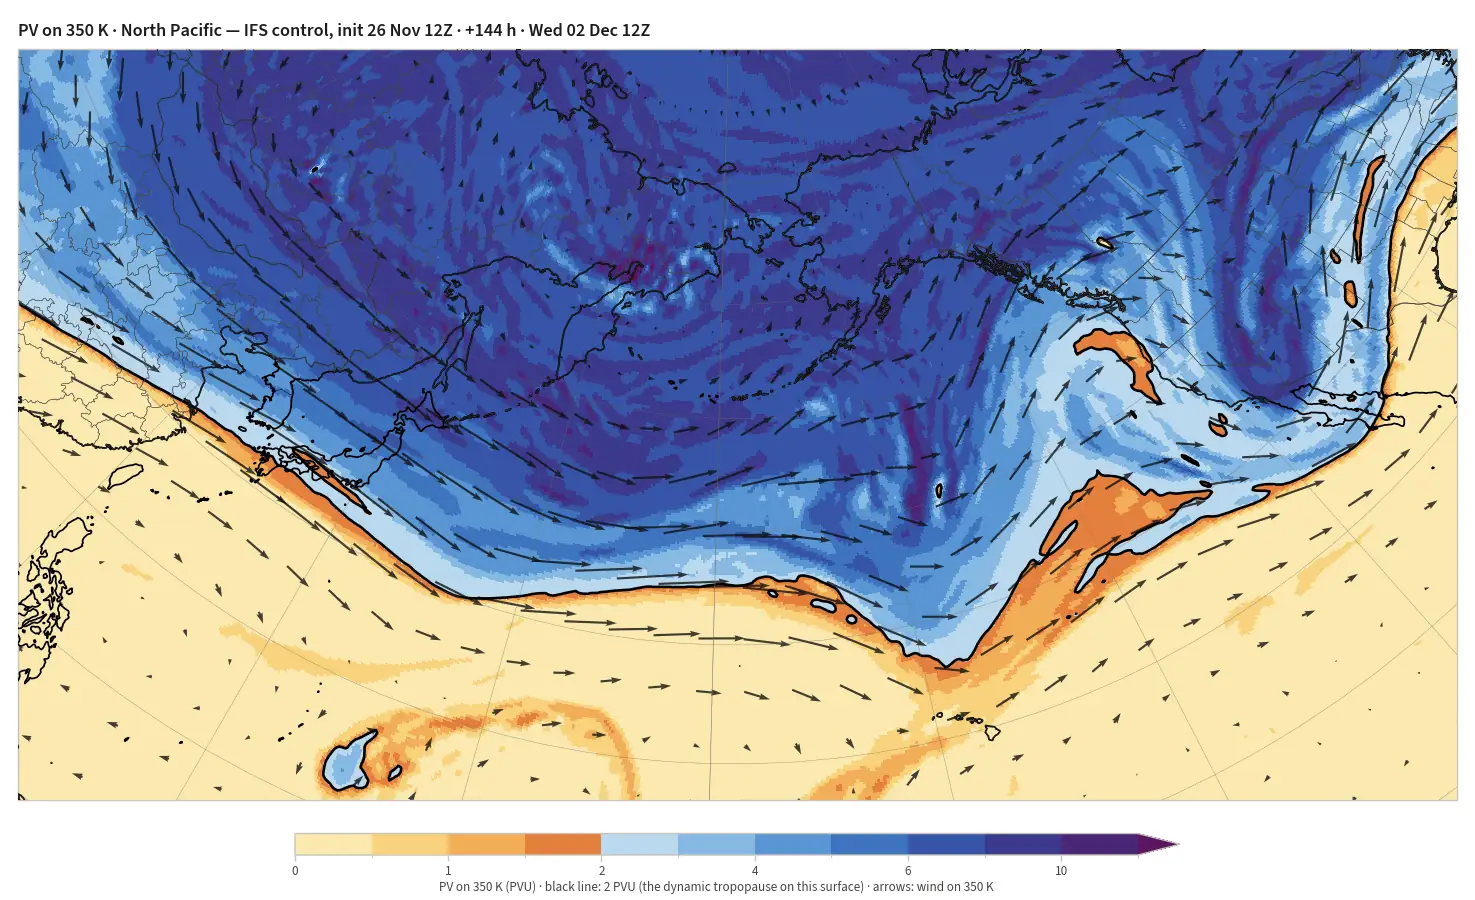 PV on 350 K · North Pacific — IFS control, init 26 Nov 12Z · +144 h · Wed 02 Dec 12Z
0 1 2 4 6 10
PV on 350 K (PVU) · black line: 2 PVU (the dynamic tropopause on this surface) · arrows: wind on 350 K